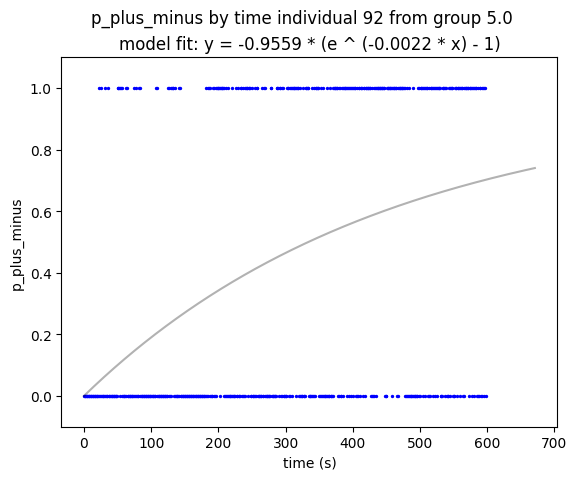 p_plus_minus by time individual 92 from group 5.0
model fit: y = -0.9559 * (e ^ (-0.0022 * x) - 1)
1.0
0.8
0.6
0.4
0.2
0.0
p_plus_minus
0 100 200 300 400 500 600 700
time (s)